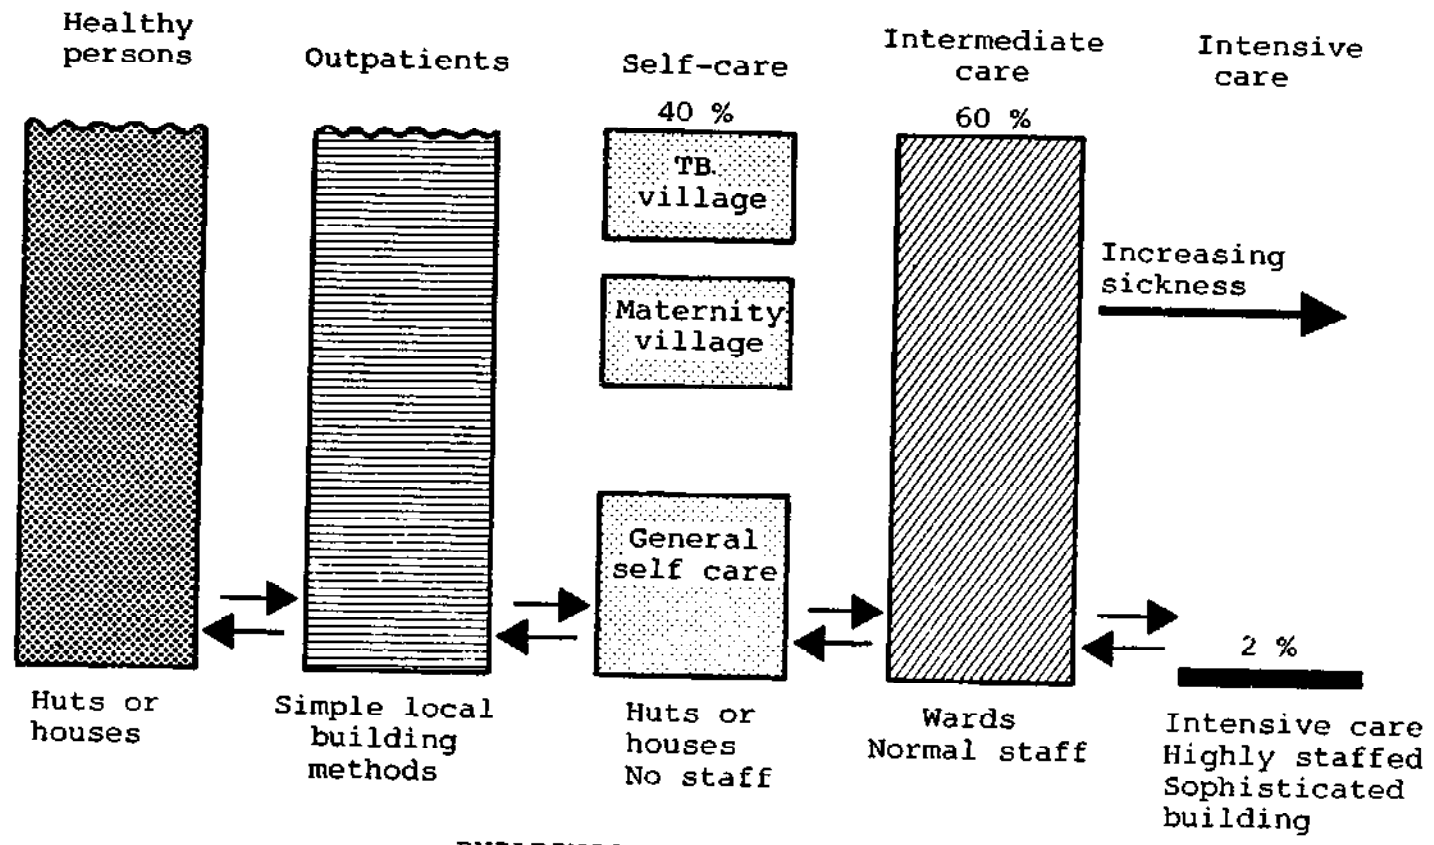 Healthy
persons
Outpatients
Self-care
Intermediate
care
Intensive
care
40 %
60 %
TB.
village
Maternity
village
General
self care
Increasing
sickness
2 %
Huts or
houses
Simple local
building
methods
Huts or
houses
No staff
Wards
Normal staff
Intensive care
Highly staffed
Sophisticated
building